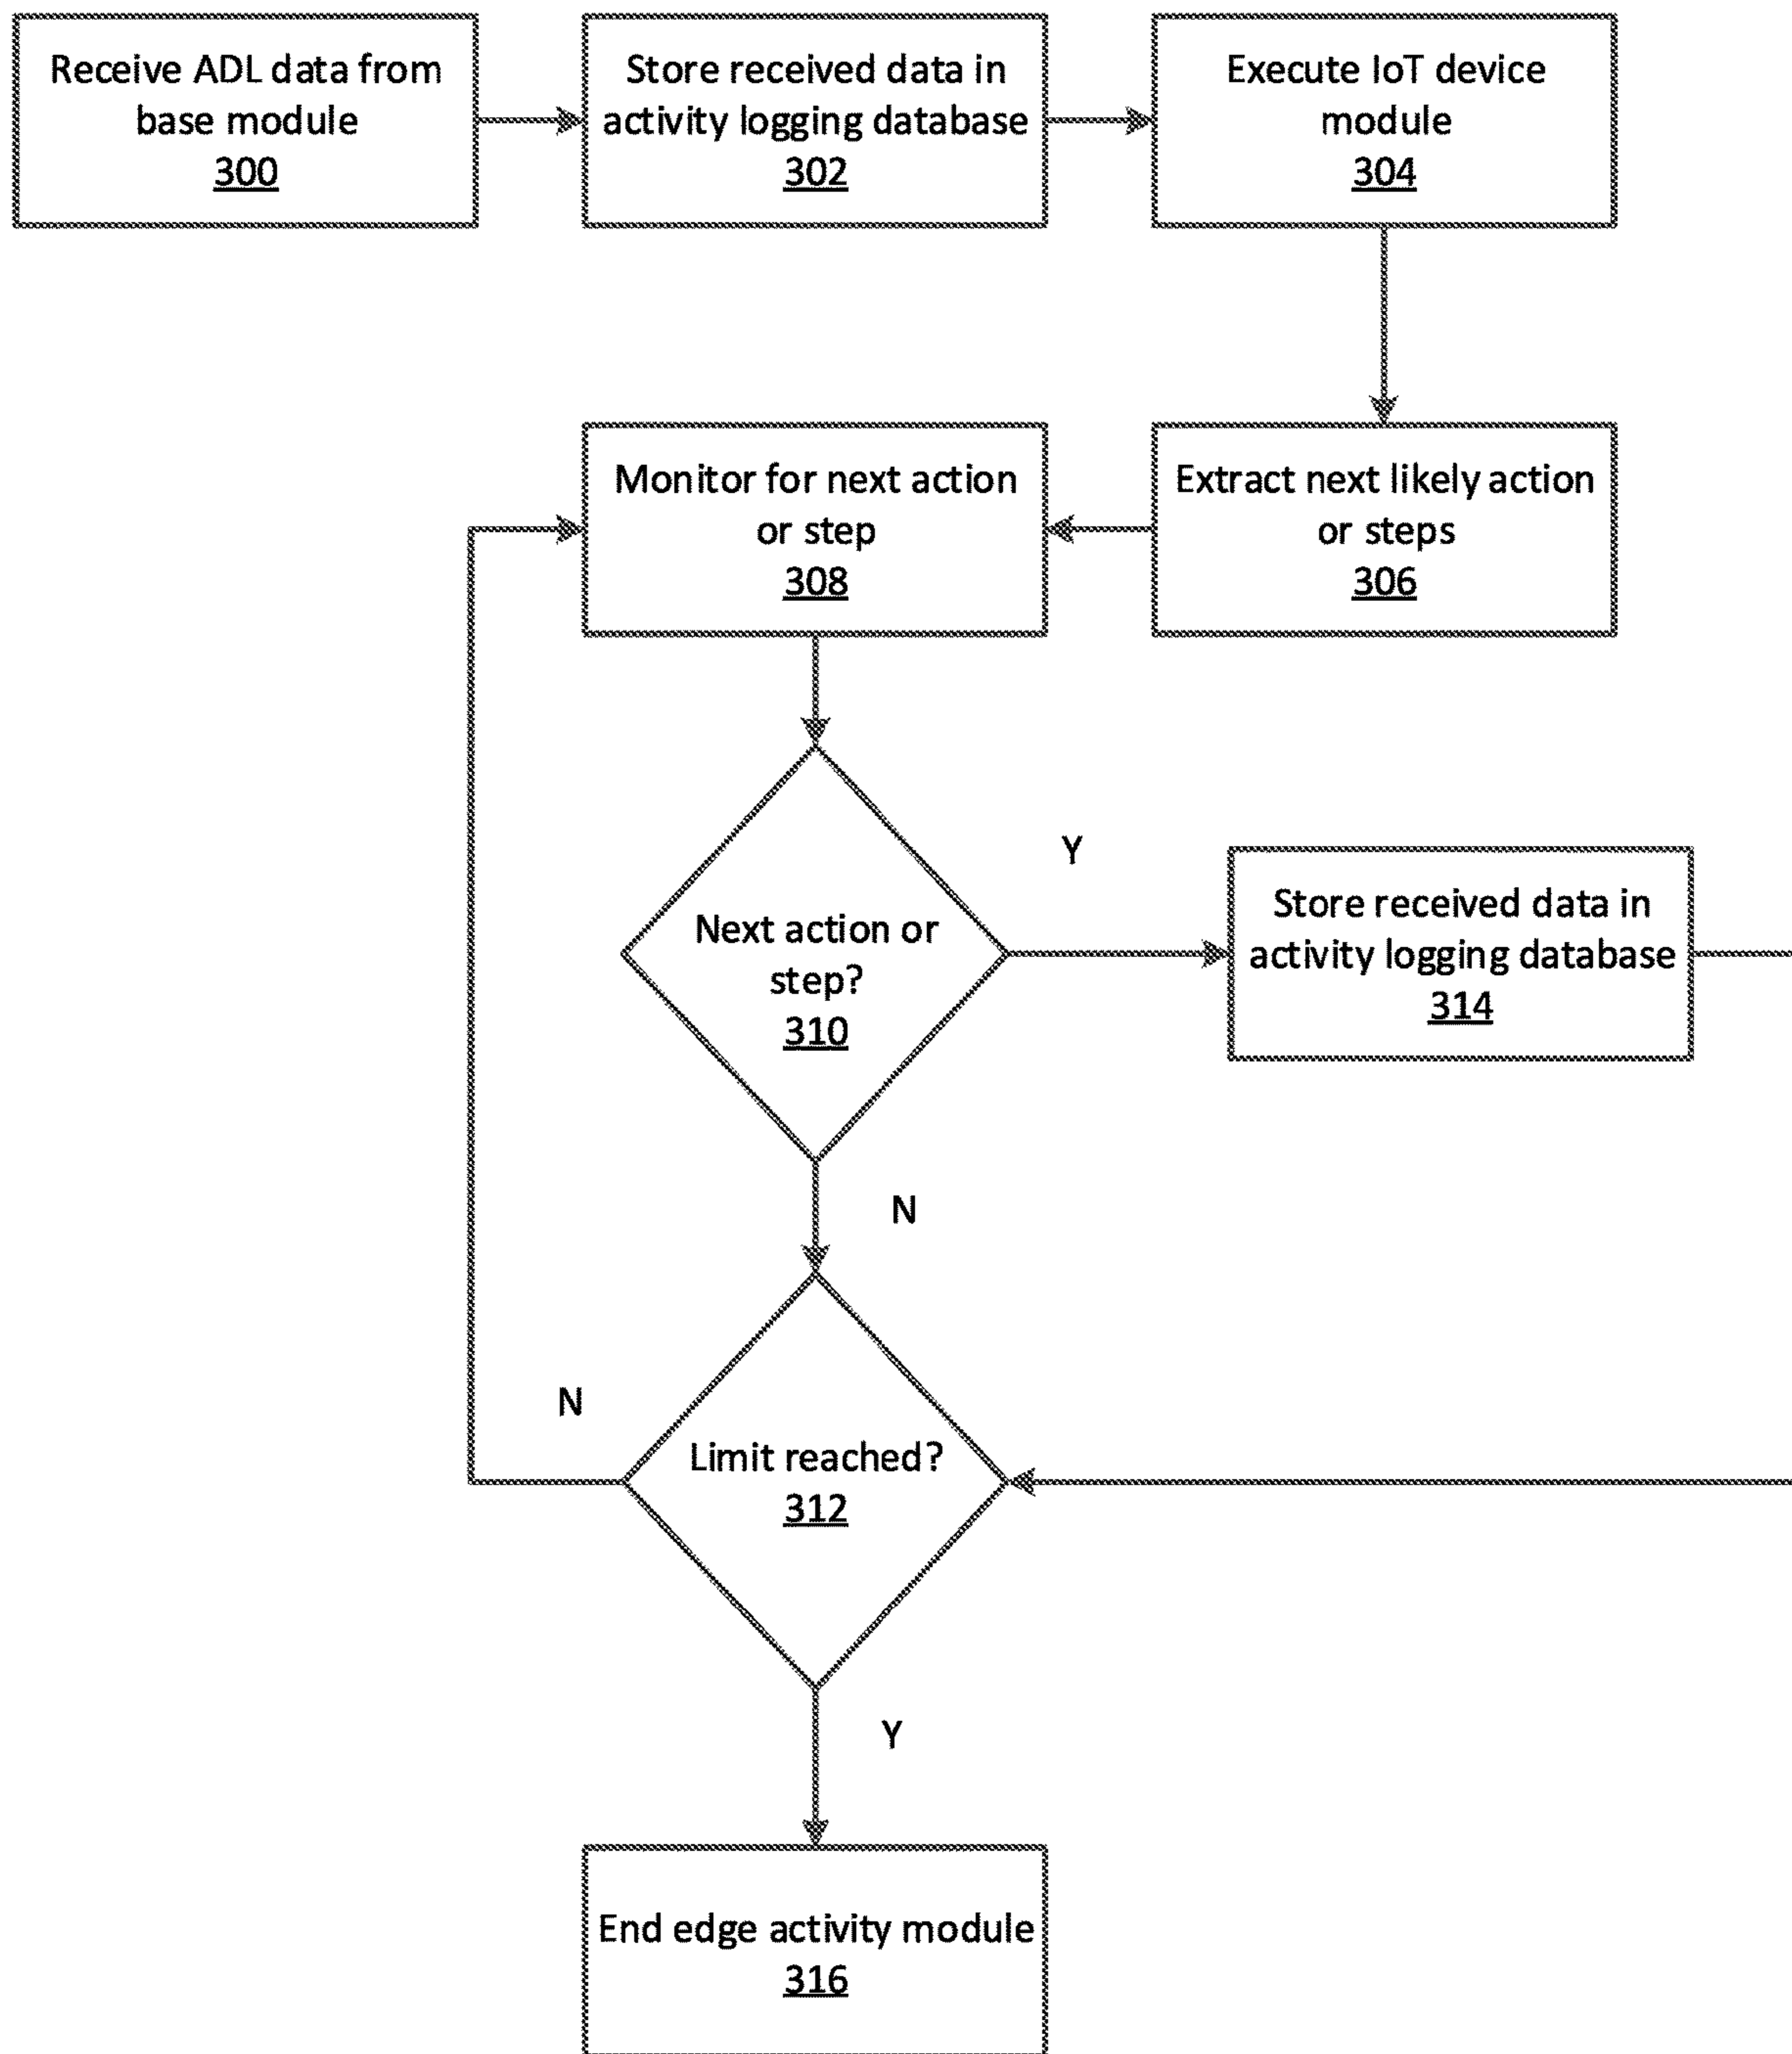 Receive ADL data from
base module
300
Store received data in
activity logging database
302
Execute IoT device
module
304
Monitor for next action
or step
308
Extract next likely action
or steps
306
Next action or
step?
310
Y
Store received data in
activity logging database
314
N
Limit reached?
312
N
Y
End edge activity module
316